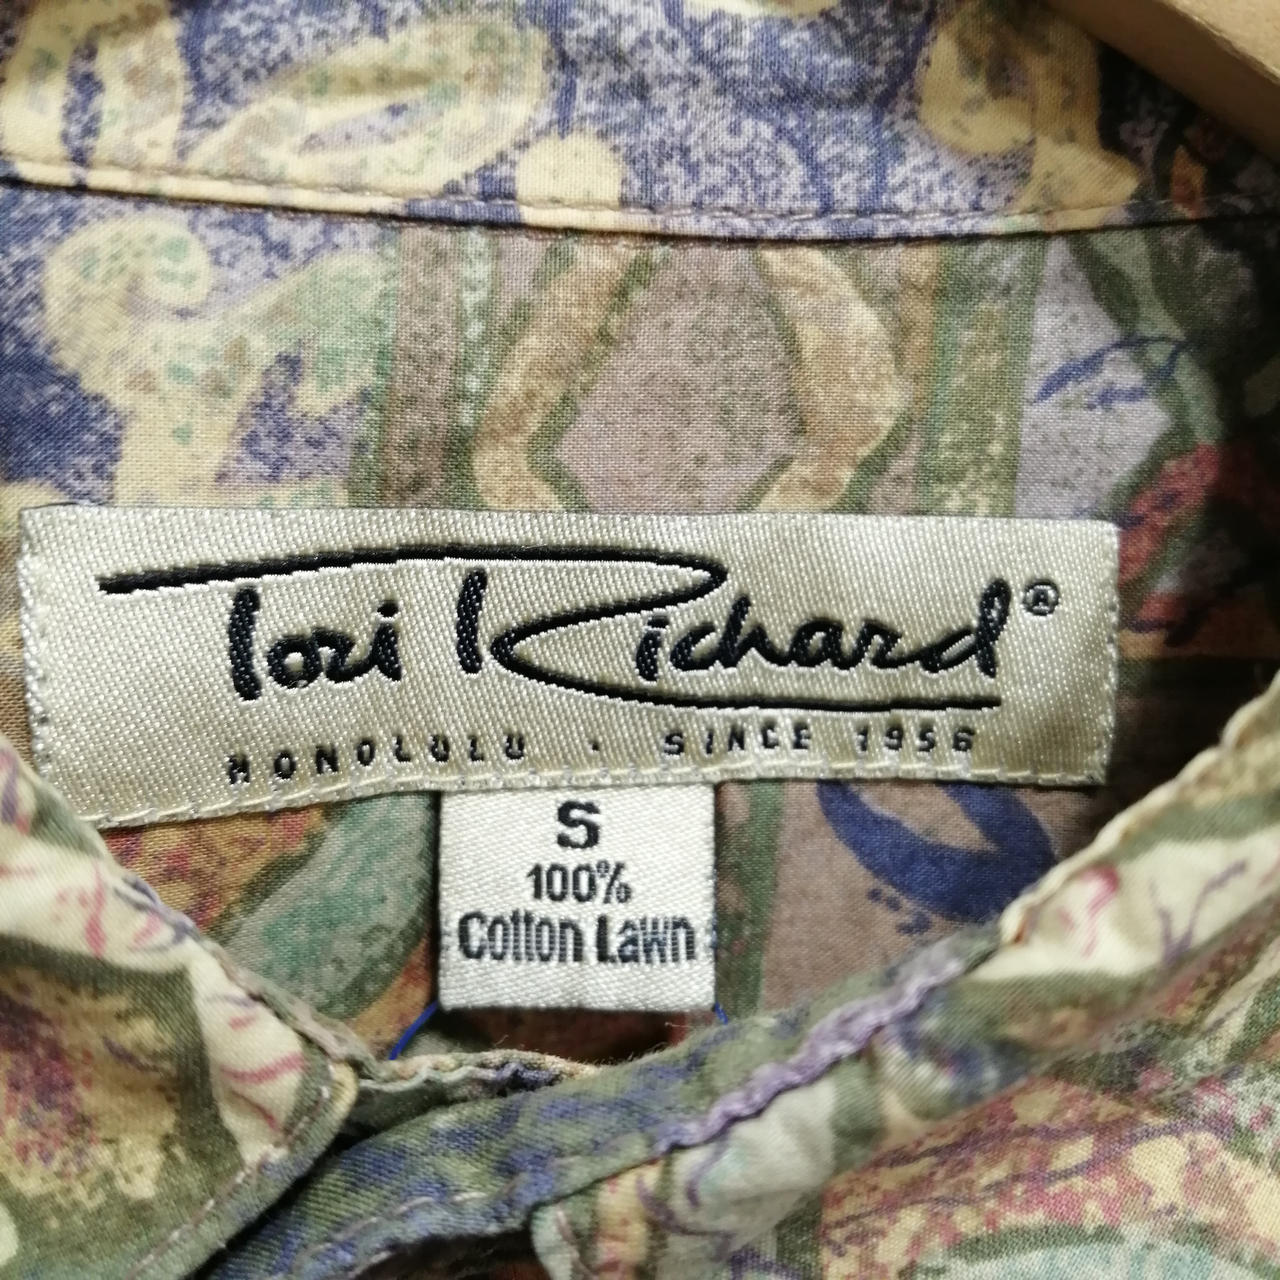 Tori Richard®
HONOLULU · SINCE 1956
S
100%
Cotton Lawn